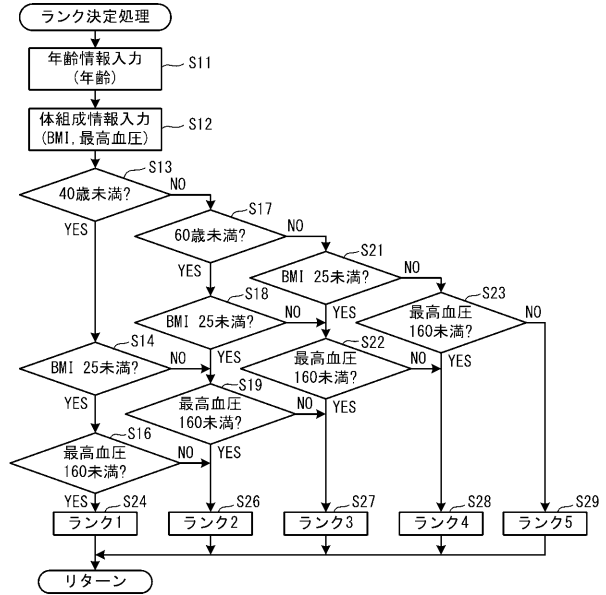 ランク決定処理
年齢情報入力
(年齢)
S11
体組成情報入力
(BMI,最高血圧)
S12
S13
40歳未満?
NO
YES
S17
60歳未満?
NO
YES
S21
BMI 25未満?
NO
YES
S23
最高血圧
160未満?
NO
YES
S18
BMI 25未満?
NO
YES
S22
最高血圧
160未満?
NO
YES
S14
BMI 25未満?
NO
YES
S19
最高血圧
160未満?
NO
YES
S16
最高血圧
160未満?
NO
YES
S24
ランク1
S26
ランク2
S27
ランク3
S28
ランク4
S29
ランク5
リターン